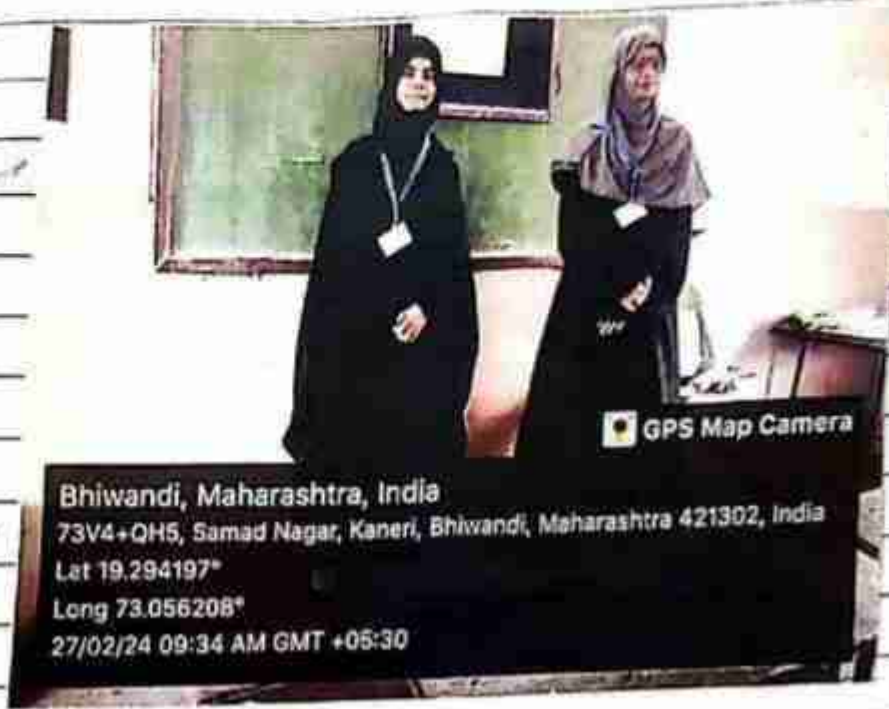 GPS Map Camera
Bhiwandi, Maharashtra, India
73V4+QH5, Samad Nagar, Kaneri, Bhiwandi, Maharashtra 421302, India
Lat 19.294197°
Long 73.056208°
27/02/24 09:34 AM GMT +05:30